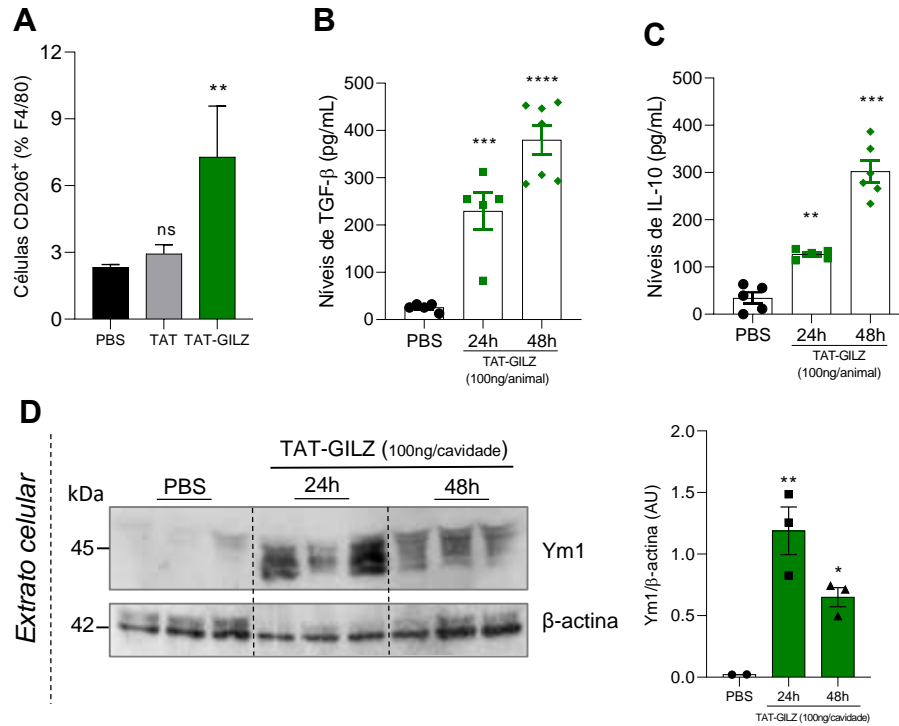 A
Células CD206⁺ (% F4/80)
12
9
6
3
0
ns
**
PBS TAT TAT-GILZ
B
Níveis de TGF-β (pg/mL)
500
400
300
200
100
0
***
****
PBS 24h 48h
TAT-GILZ
(100ng/animal)
C
Níveis de IL-10 (pg/mL)
500
400
300
200
100
0
**
***
PBS 24h 48h
TAT-GILZ
(100ng/animal)
D
Extrato celular
TAT-GILZ (100ng/cavidade)
kDa PBS 24h 48h
45 Ym1
42 β-actina
Ym1/β-actina (AU)
2.0
1.5
1.0
0.5
0.0
**
*
PBS 24h 48h
TAT-GILZ (100ng/cavidade)